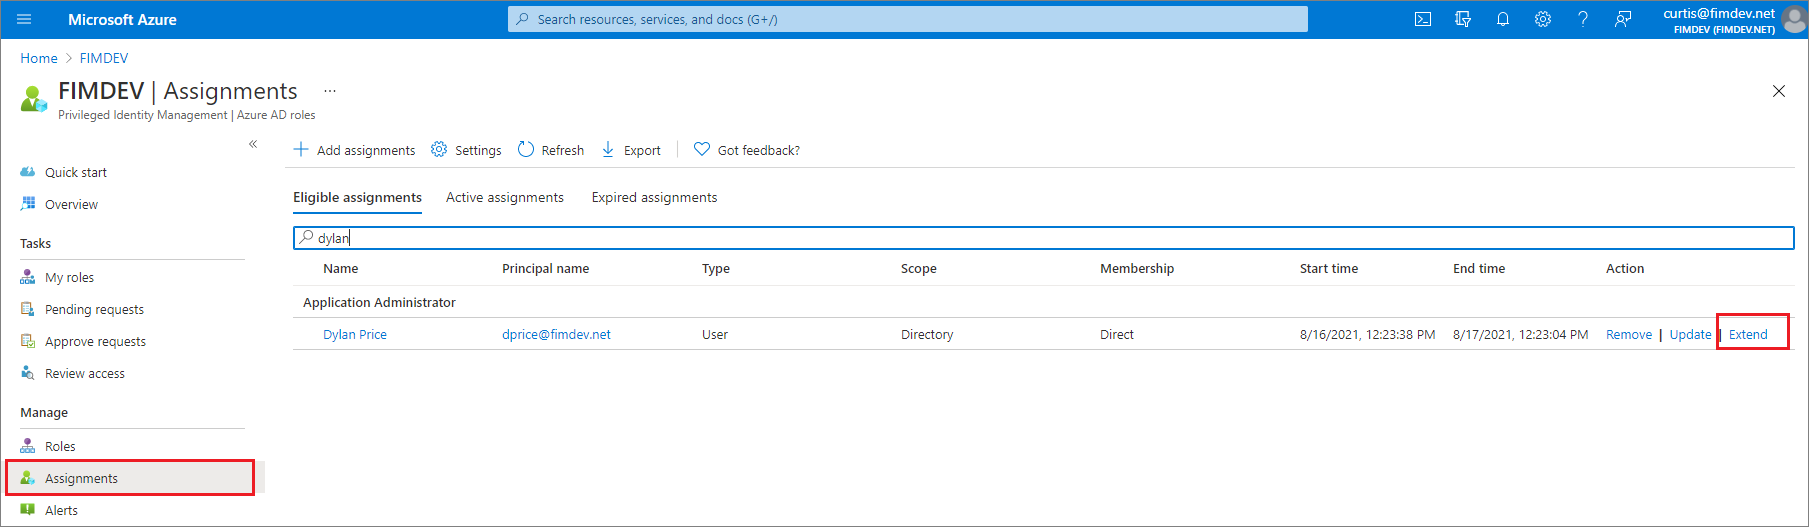 Microsoft Azure
Search resources, services, and docs (G+/)
curtis@fimdev.net
FIMDEV (FIMDEV.NET)
Home > FIMDEV
FIMDEV | Assignments ...
Privileged Identity Management | Azure AD roles
«
Quick start
Overview
Tasks
My roles
Pending requests
Approve requests
Review access
Manage
Roles
Assignments
Alerts
Add assignments Settings Refresh Export | Got feedback?
Eligible assignments Active assignments Expired assignments
dylan
Name Principal name Type Scope Membership Start time End time Action
Application Administrator
Dylan Price dprice@fimdev.net User Directory Direct 8/16/2021, 12:23:38 PM 8/17/2021, 12:23:04 PM Remove | Update | Extend